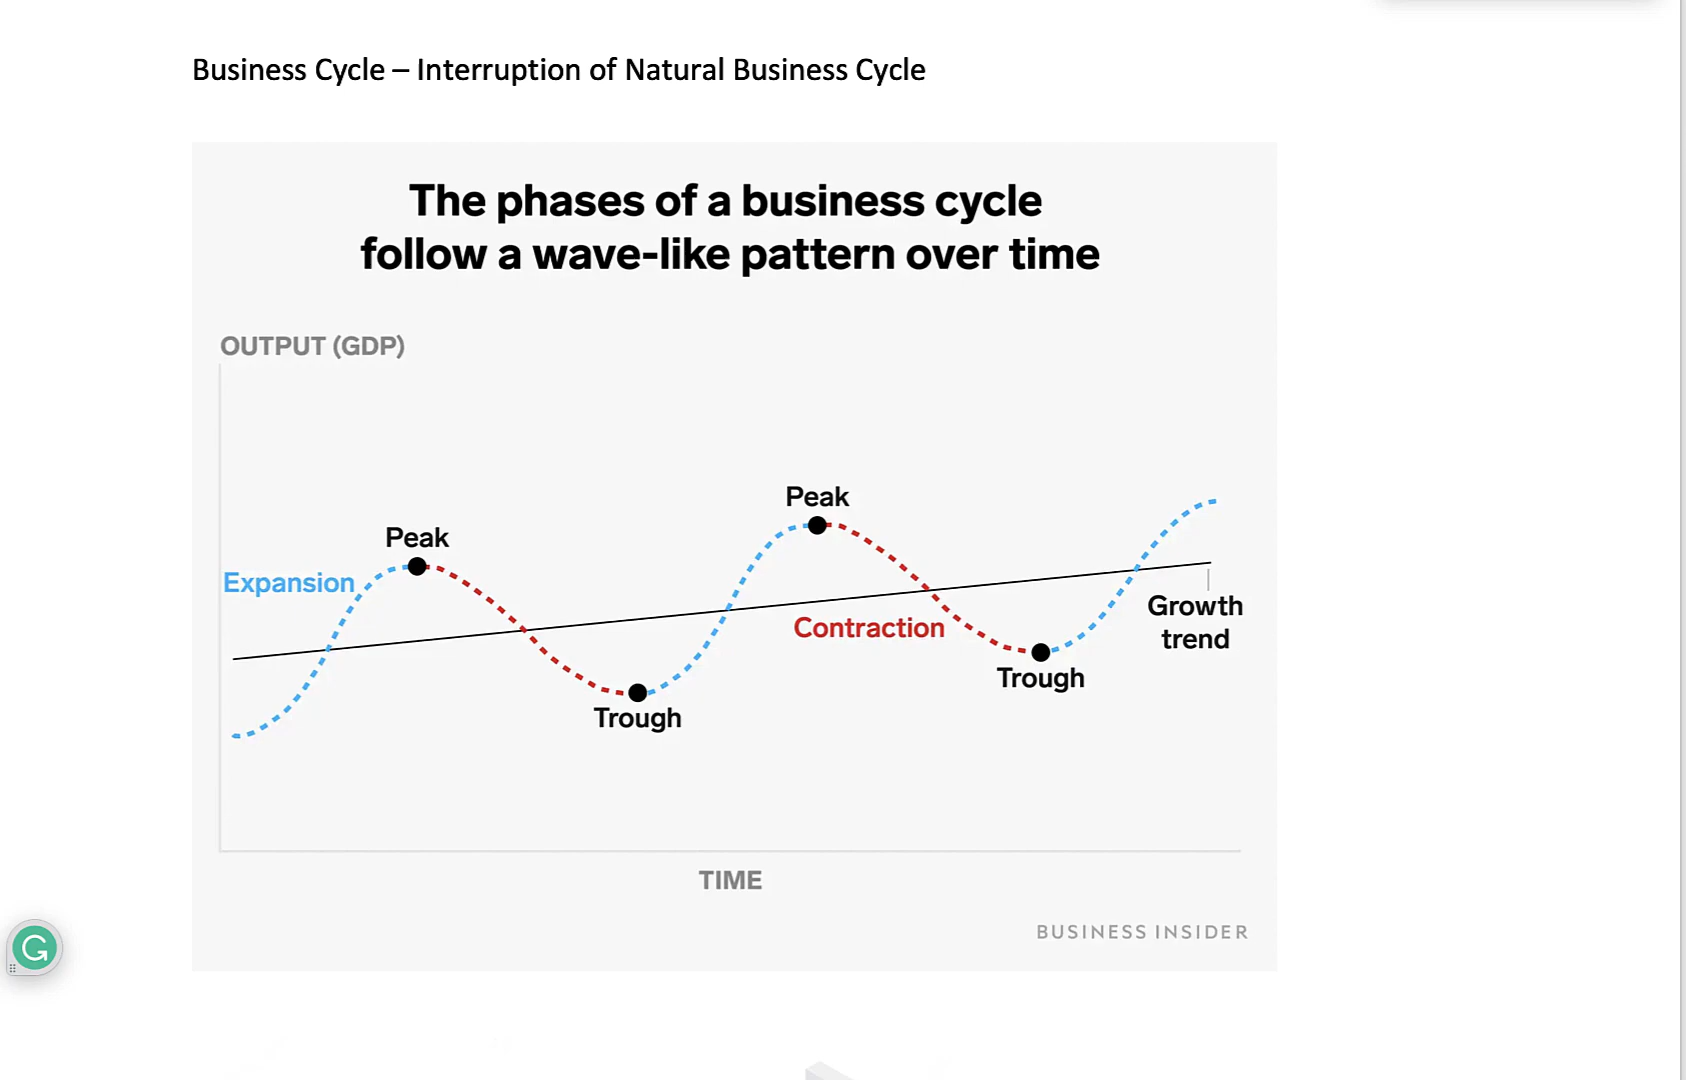 Business Cycle – Interruption of Natural Business Cycle
The phases of a business cycle
follow a wave-like pattern over time
OUTPUT (GDP)
Peak
Peak
Expansion
Growth
trend
Contraction
Trough
Trough
TIME
BUSINESS INSIDER
G